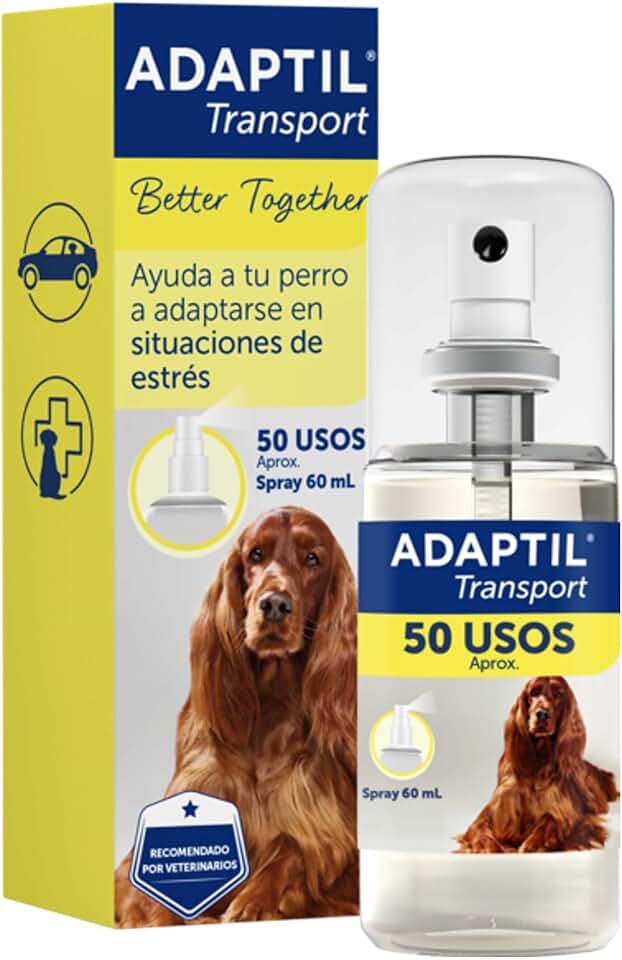 ADAPTIL®
Transport
Better Together
Ayuda a tu perro
a adaptarse en
situaciones de
estrés
50 USOS
Aprox.
Spray 60 mL
RECOMENDADO
POR VETERINARIOS
ADAPTIL®
Transport
50 USOS
Aprox.
Spray 60 mL